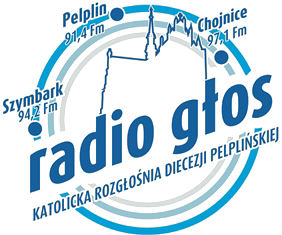 Pelplin
91,4 Fm
Chojnice
97,1 Fm
Szymbark
94,2 Fm
radio głos
KATOLICKA ROZGŁOŚNIA DIECEZJI PELPLIŃSKIEJ